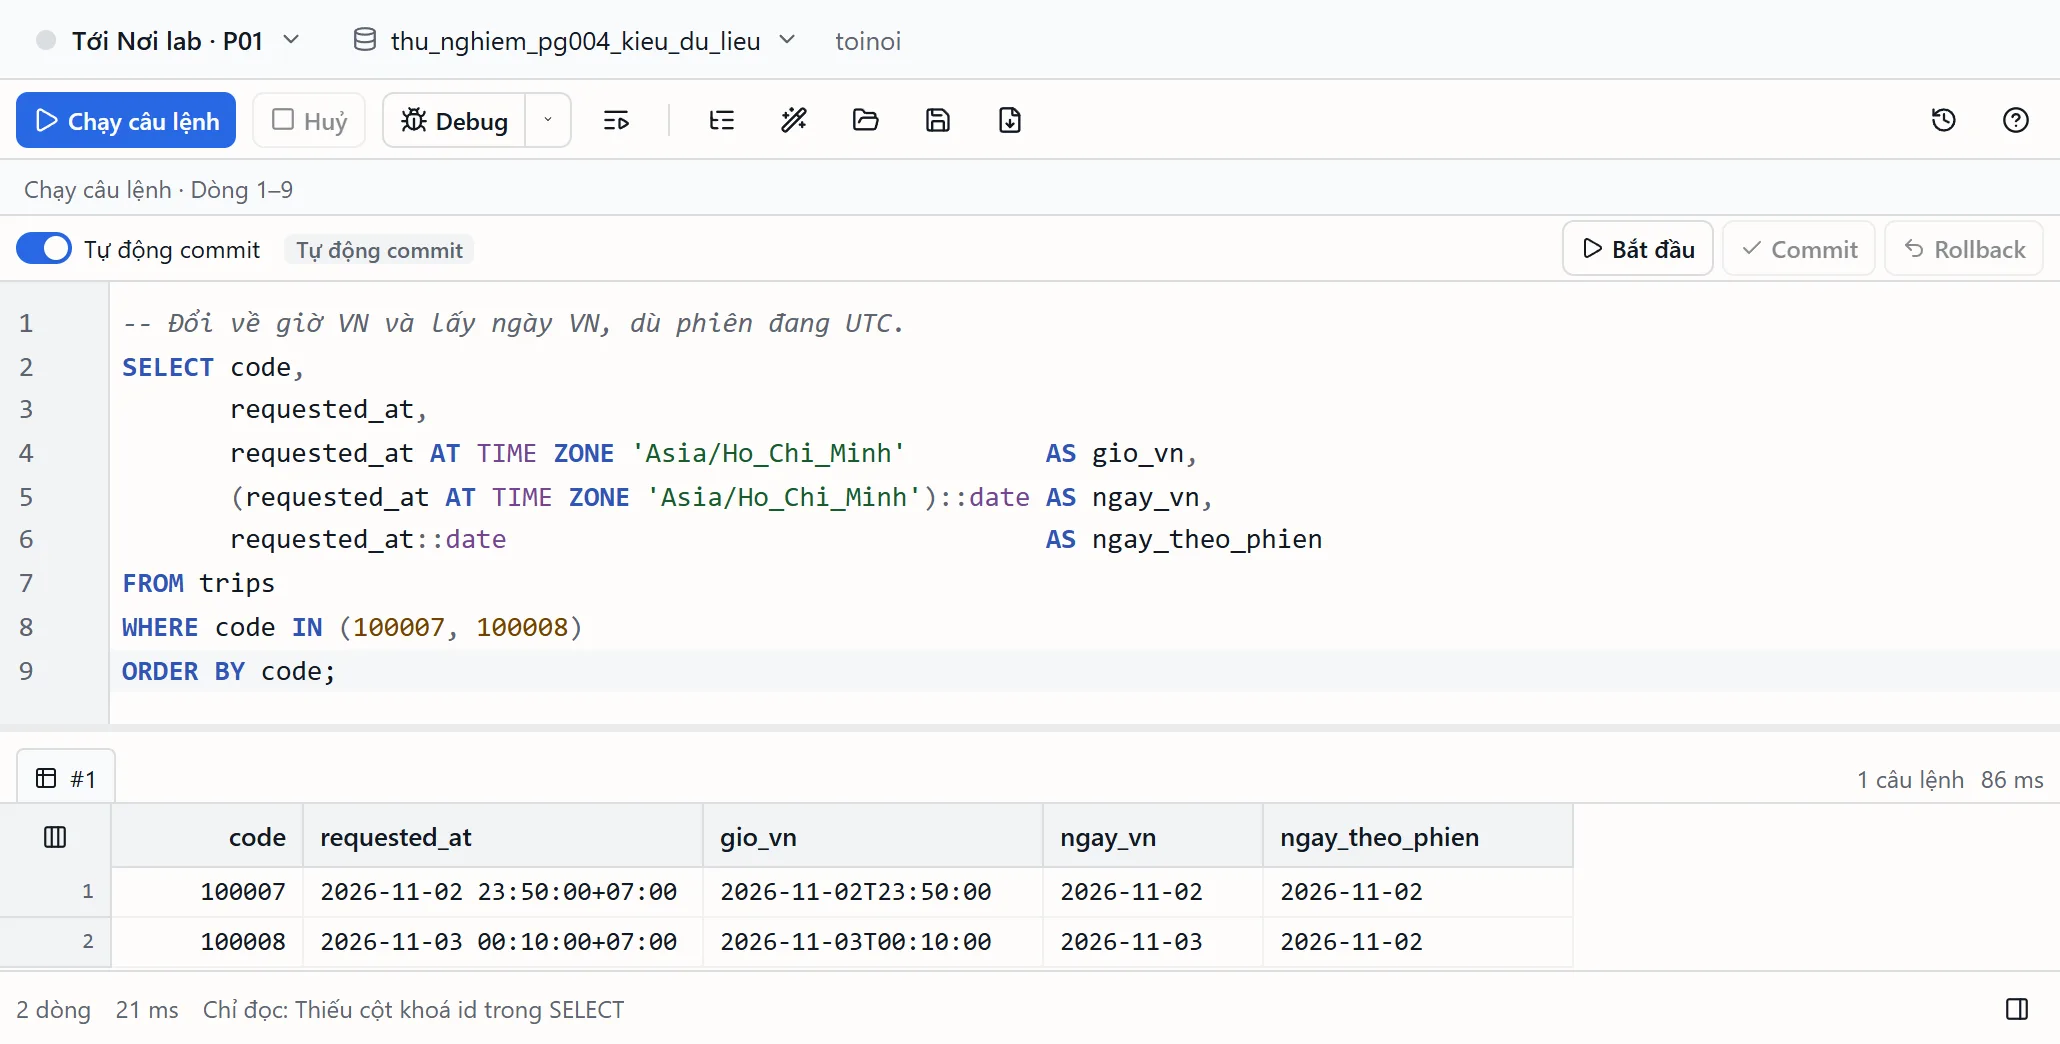 Tới Nơi lab · P01 thu_nghiem_pg004_kieu_du_lieu toinoi
Chạy câu lệnh Huỷ Debug
Chạy câu lệnh · Dòng 1–9
Tự động commit Tự động commit Bắt đầu Commit Rollback
1 -- Đổi về giờ VN và lấy ngày VN, dù phiên đang UTC.
2 SELECT code,
3 requested_at,
4 requested_at AT TIME ZONE 'Asia/Ho_Chi_Minh' AS gio_vn,
5 (requested_at AT TIME ZONE 'Asia/Ho_Chi_Minh')::date AS ngay_vn,
6 requested_at::date AS ngay_theo_phien
7 FROM trips
8 WHERE code IN (100007, 100008)
9 ORDER BY code;
#1 1 câu lệnh 86 ms
code requested_at gio_vn ngay_vn ngay_theo_phien
1 100007 2026-11-02 23:50:00+07:00 2026-11-02T23:50:00 2026-11-02 2026-11-02
2 100008 2026-11-03 00:10:00+07:00 2026-11-03T00:10:00 2026-11-03 2026-11-02
2 dòng 21 ms Chỉ đọc: Thiếu cột khoá id trong SELECT